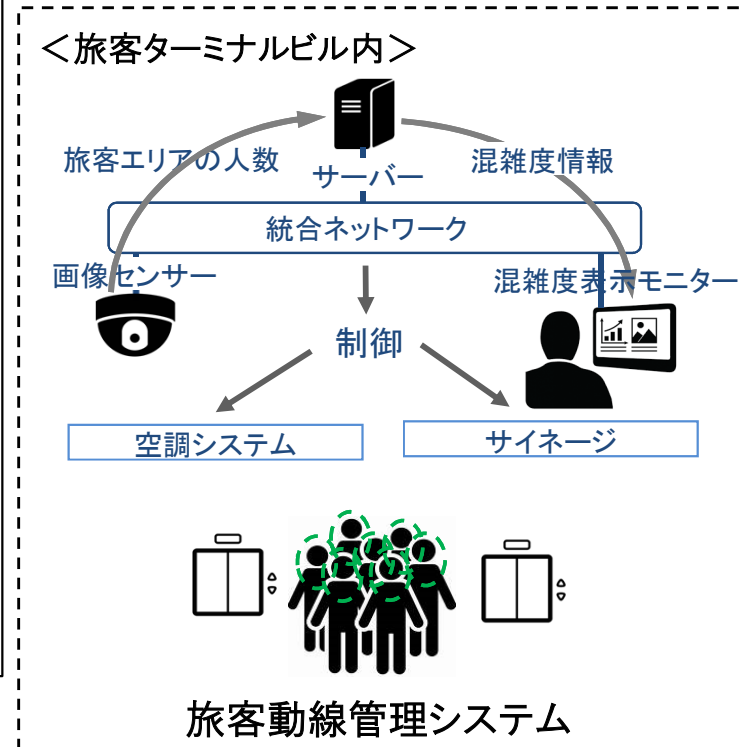 ＜旅客ターミナルビル内＞
旅客エリアの人数
サーバー
混雑度情報
統合ネットワーク
画像センサー
混雑度表示モニター
制御
空調システム
サイネージ
旅客動線管理システム